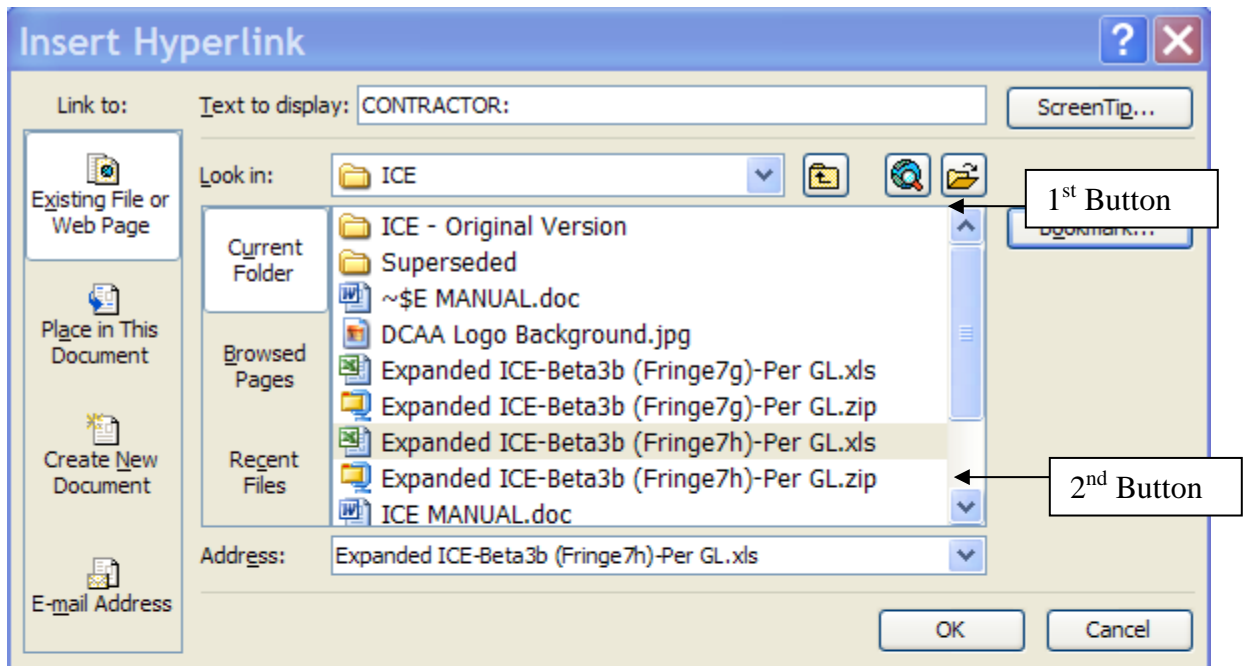 Insert Hyperlink
Link to:
Text to display: CONTRACTOR:
ScreenTip...
Existing File or
Web Page
Look in: ICE
1st Button
Bookmark...
Current
Folder
ICE - Original Version
Superseded
~$E MANUAL.doc
Place in This
Document
DCAA Logo Background.jpg
Browsed
Pages
Expanded ICE-Beta3b (Fringe7g)-Per GL.xls
Expanded ICE-Beta3b (Fringe7g)-Per GL.zip
Create New
Document
Expanded ICE-Beta3b (Fringe7h)-Per GL.xls
Recent
Files
Expanded ICE-Beta3b (Fringe7h)-Per GL.zip
2nd Button
ICE MANUAL.doc
Address: Expanded ICE-Beta3b (Fringe7h)-Per GL.xls
E-mail Address
OK
Cancel